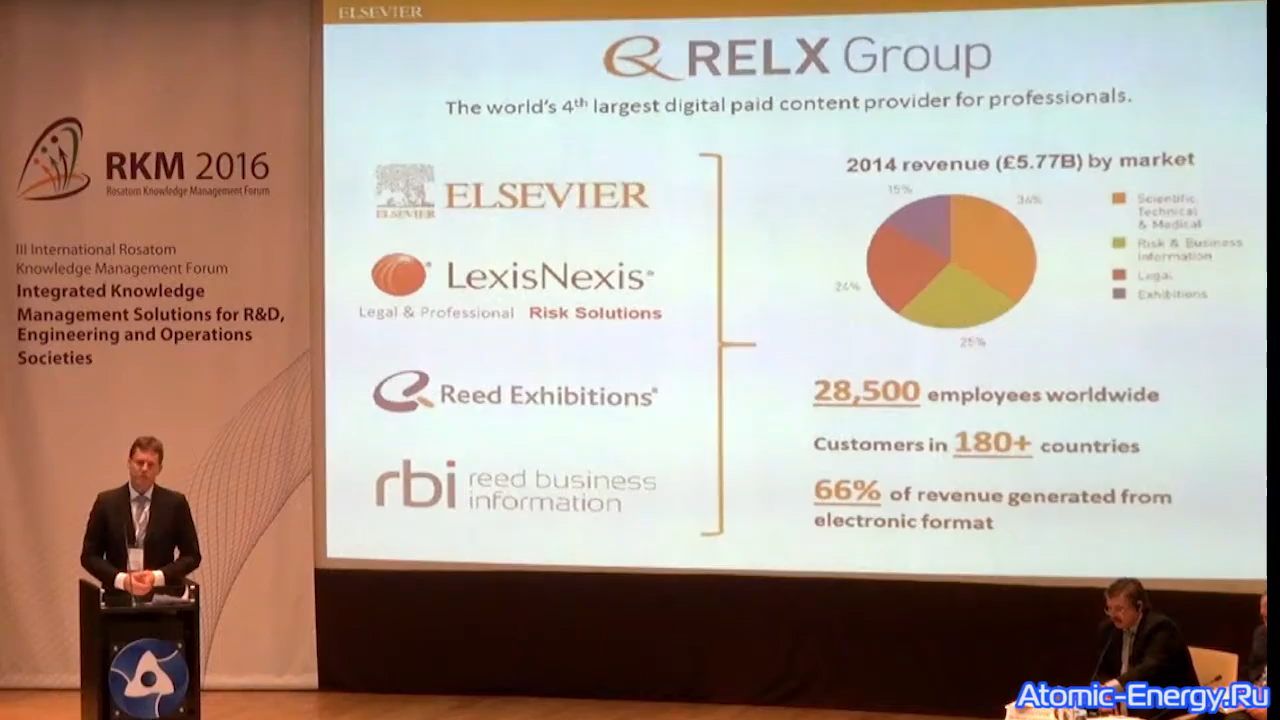 ELSEVIER
RELX Group
The world's 4th largest digital paid content provider for professionals.
RKM 2016
Rosatom Knowledge Management Forum
III International Rosatom
Knowledge Management Forum
Integrated Knowledge
Management Solutions for R&D,
Engineering and Operations
Societies
ELSEVIER
ELSEVIER
LexisNexis®
Legal & Professional Risk Solutions
Reed Exhibitions®
rbi reed business
information
2014 revenue (£5.77B) by market
15%
24%
25%
Scientific,
Technical
& Medical
Risk & Business
Information
Legal
Exhibitions
28,500 employees worldwide
Customers in 180+ countries
66% of revenue generated from
electronic format
Atomic-Energy.Ru